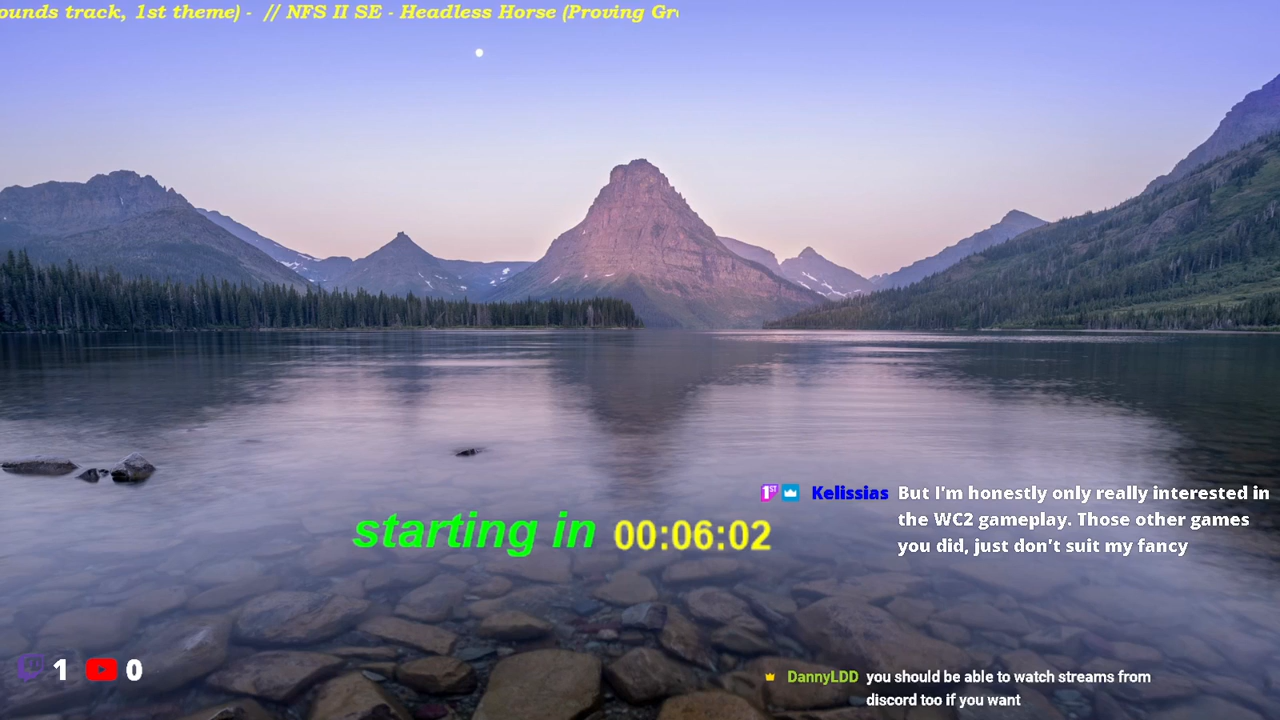 ounds track, 1st theme) -  // NFS II SE - Headless Horse (Proving Gr
Kelissias But I'm honestly only really interested in
the WC2 gameplay. Those other games
you did, just don't suit my fancy
starting in 00:06:02
1 0
DannyLDD you should be able to watch streams from
discord too if you want